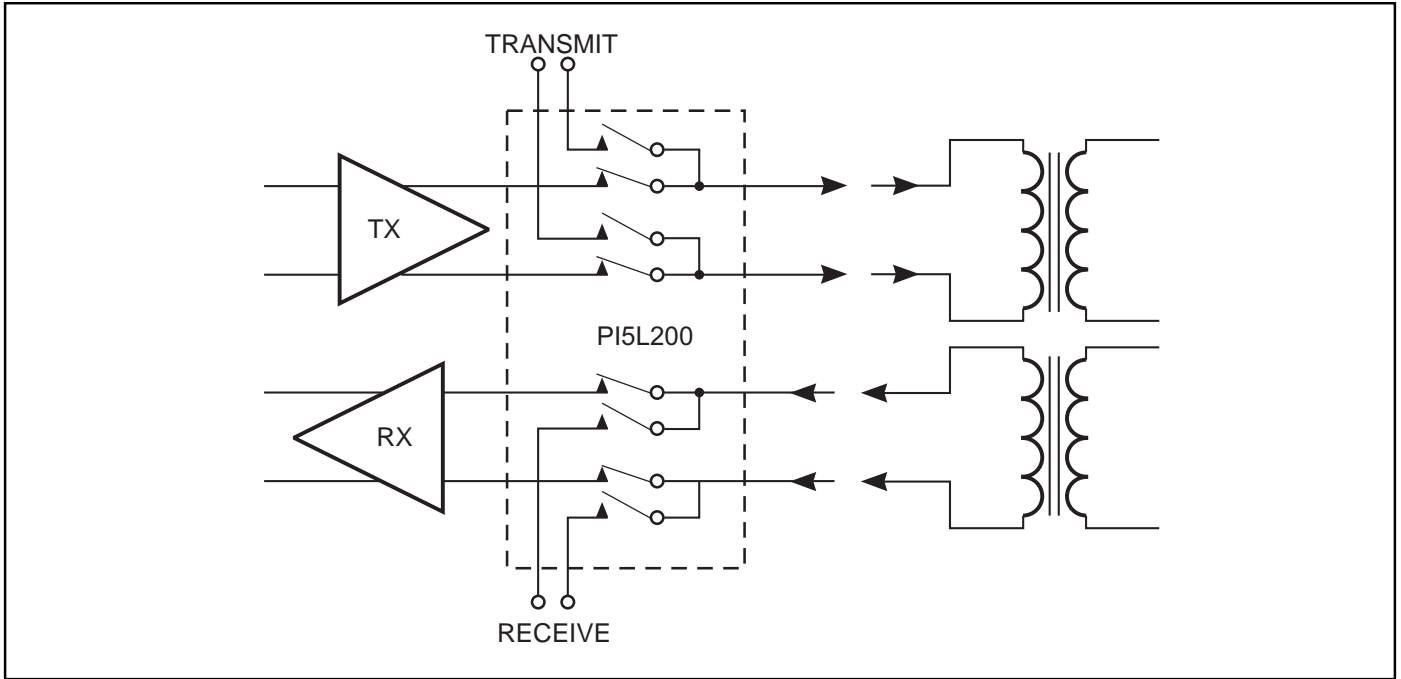 TRANSMIT
TX
PI5L200
RX
RECEIVE